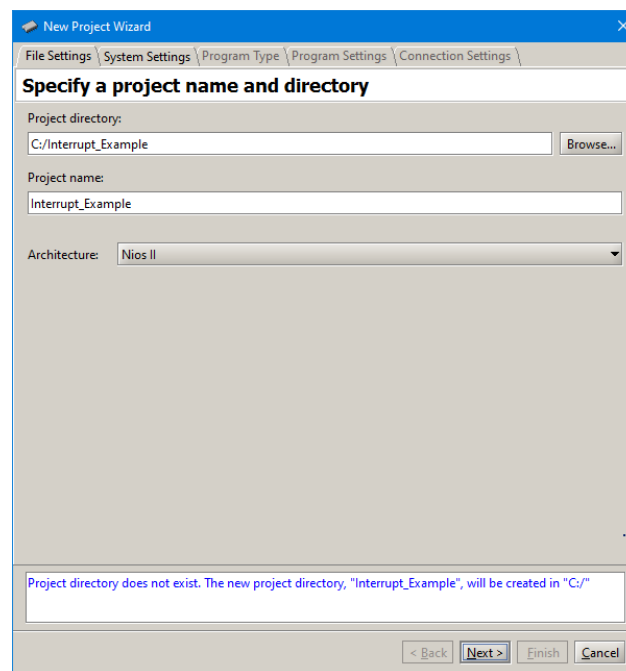 New Project Wizard
File Settings System Settings Program Type Program Settings Connection Settings
Specify a project name and directory
Project directory:
C:/Interrupt_Example Browse...
Project name:
Interrupt_Example
Architecture: Nios II
Project directory does not exist. The new project directory, "Interrupt_Example", will be created in "C:/"
< Back Next > Finish Cancel